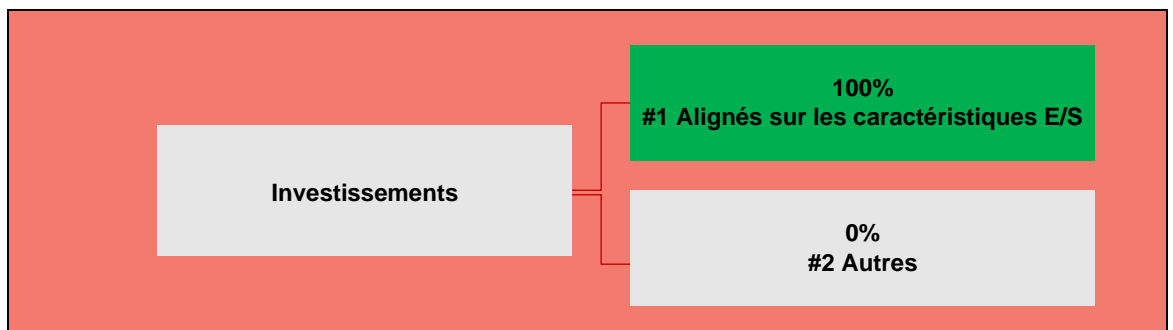 100%
#1 Alignés sur les caractéristiques E/S
Investissements
0%
#2 Autres